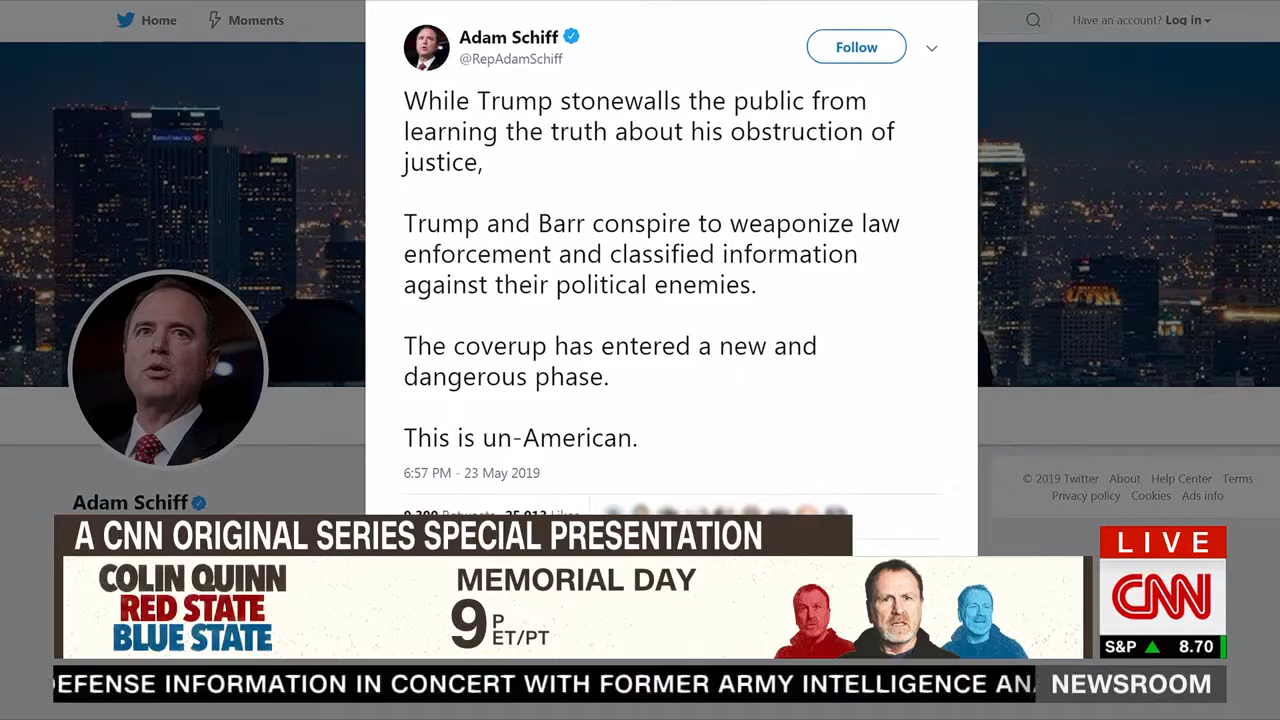 Home
Moments
Have an account? Log in
Adam Schiff
@RepAdamSchiff
Follow
While Trump stonewalls the public from
learning the truth about his obstruction of
justice,
Trump and Barr conspire to weaponize law
enforcement and classified information
against their political enemies.
The coverup has entered a new and
dangerous phase.
This is un-American.
6:57 PM - 23 May 2019
Adam Schiff
© 2019 Twitter About Help Center Terms
Privacy policy Cookies Ads info
A CNN ORIGINAL SERIES SPECIAL PRESENTATION
COLIN QUINN
RED STATE
BLUE STATE
MEMORIAL DAY
9P
ET/PT
LIVE
CNN
S&P 8.70
EFENSE INFORMATION IN CONCERT WITH FORMER ARMY INTELLIGENCE AN
NEWSROOM